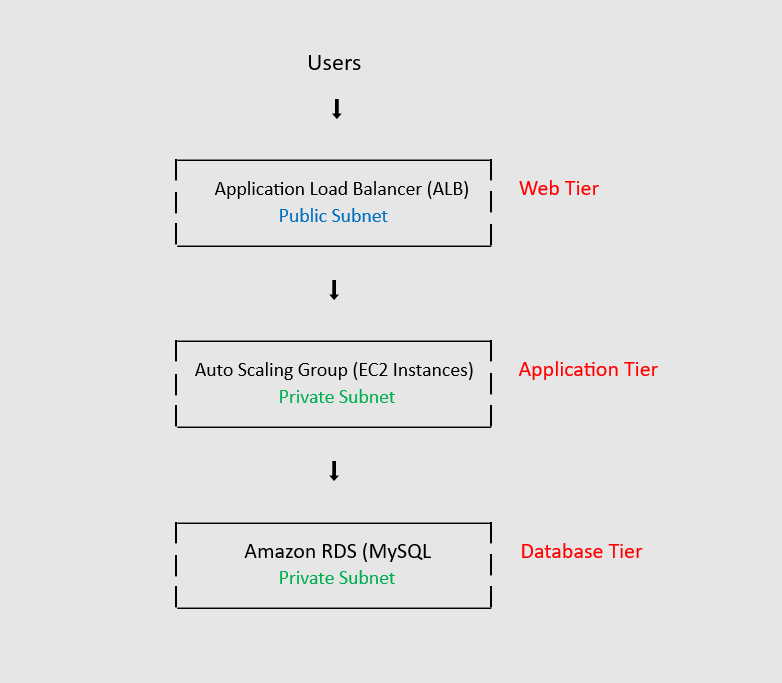 Users
Application Load Balancer (ALB)
Public Subnet
Web Tier
Auto Scaling Group (EC2 Instances)
Private Subnet
Application Tier
Amazon RDS (MySQL
Private Subnet
Database Tier